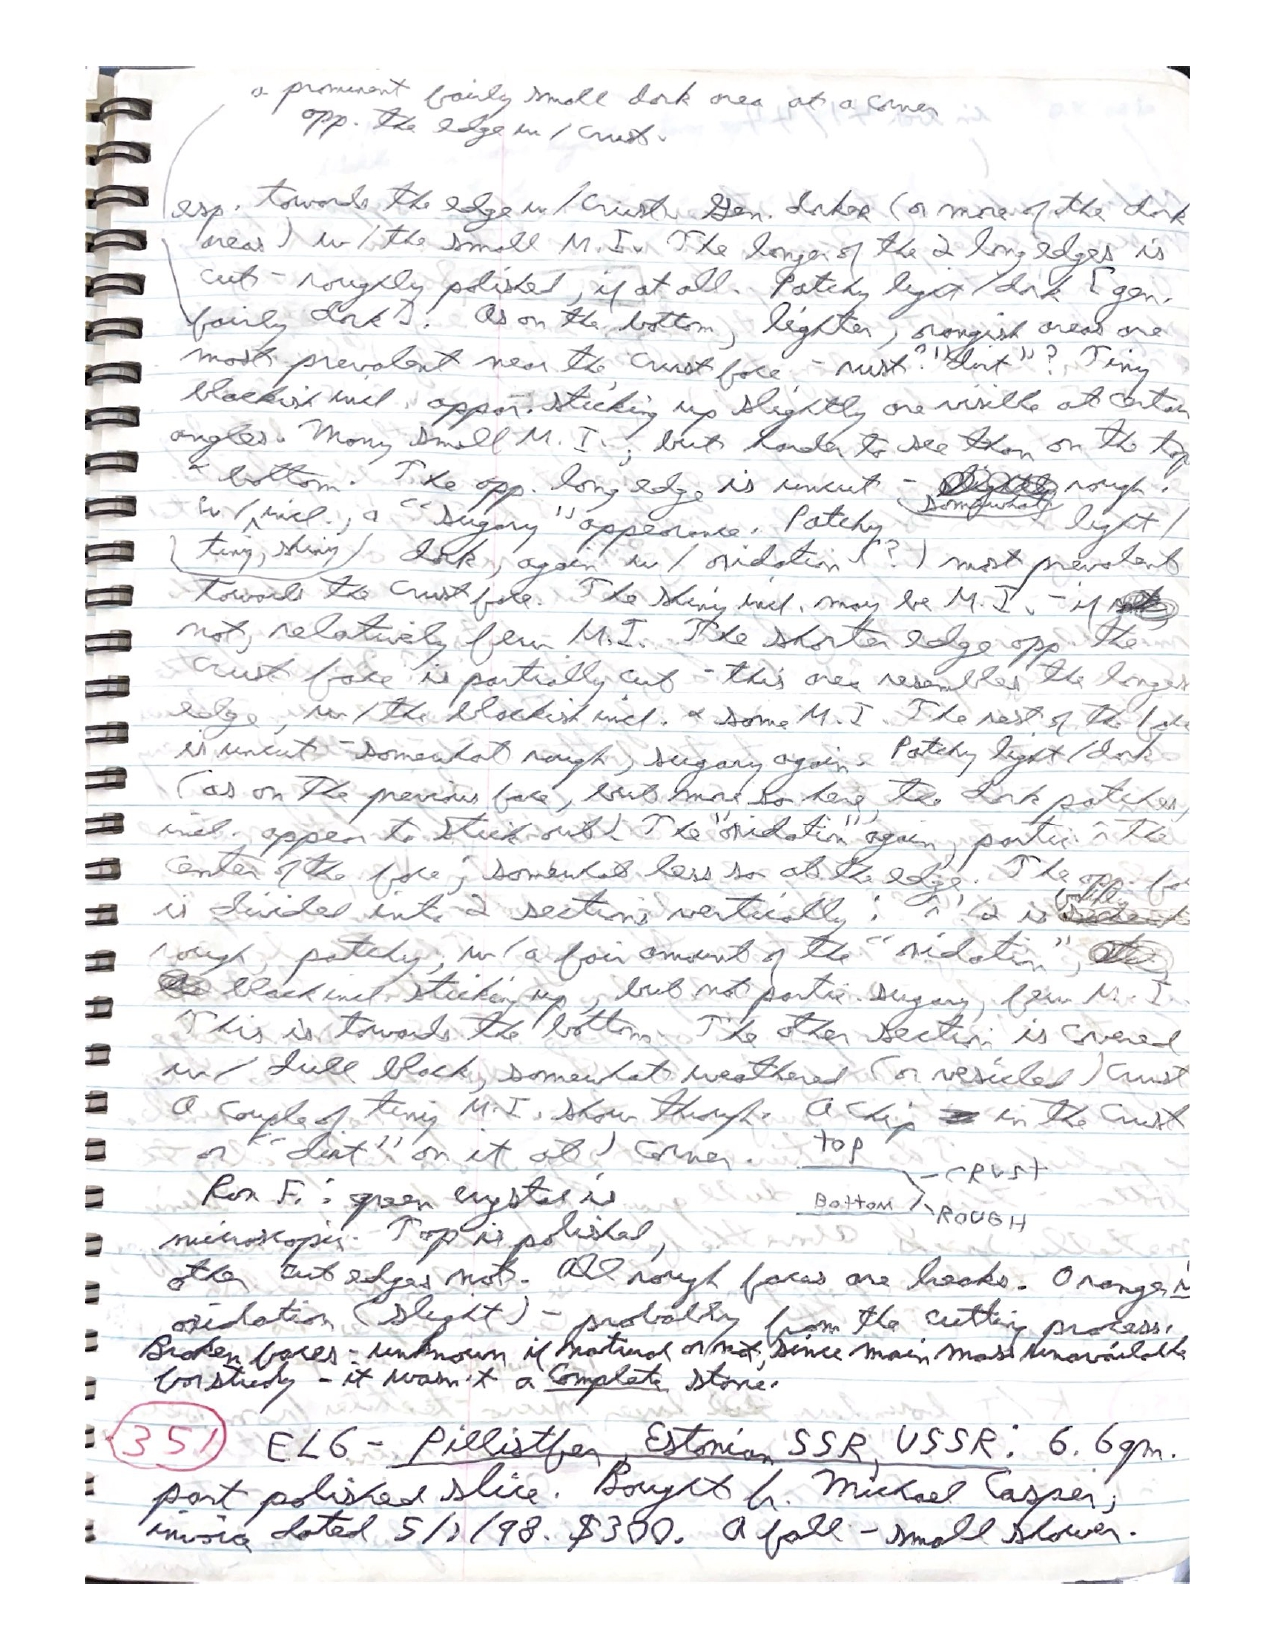 a prominent fairly small dark area at a corner
opp. the edge w/ crust.
esp. towards the edge w/ crust. Gen. darker (or more of the dark
areas) w/ the small M.I. The longer of the 2 long edges is
cut - roughly polished, if at all. Patchy light/dark [gen.
fairly dark]. As on the bottom, lighter, orangish areas are
most prevalent near the crust face - rust? "dirt"? Tiny
blackish incl. appar. sticking up slightly are visible at certain
angles. Many small M.I., but harder to see than on the top
& bottom. The opp. long edge is uncut - somewhat rough.
w/ incl., a "sugary" appearance. Patchy light/
tiny, shiny dark, again w/ oxidation (?) most prevalent
towards the crust face. The shiny incl. may be M.I. - if
not, relatively few M.I. The shorter edge opp. the
crust face is partially cut - this area resembles the longer
edge, w/ the blackish incl. & some M.I. The rest of the face
is uncut - somewhat rough, sugary again. Patchy light/dark
(as on the previous face, but more so here, the dark patches,
incl. appear to stick out). The "oxidation" again, partic. in the
center of the face; somewhat less so at the edge. The opp. face
is divided into 2 sections vertically: 1/2 is
rough, patchy, w/ a fair amount of the "oxidation",
black incl. sticking up, but not partic. sugary, few M.I.
This is towards the bottom. The other section is covered
w/ dull black, somewhat weathered (or vesicled) crust
A couple of tiny M.I. show through. A chip in the crust
or "dirt" on it at 1 corner. Top
CRUST
Bottom
ROUGH
Ron F.: green crystal is
microscopic. Top is polished,
other cut edges not. All rough faces are breaks. Orange
oxidation (slight) - probably from the cutting process.
Broken faces - unknown if natural or not, since main mass unavailable
for study - it wasn't a complete stone.
351 EL6 - Pillistfer, Estonian SSR, USSR: 6.6gm.
part polished slice. Bought fr. Michael Casper;
invoice dated 5/1/98. $300. A fall - small shower.